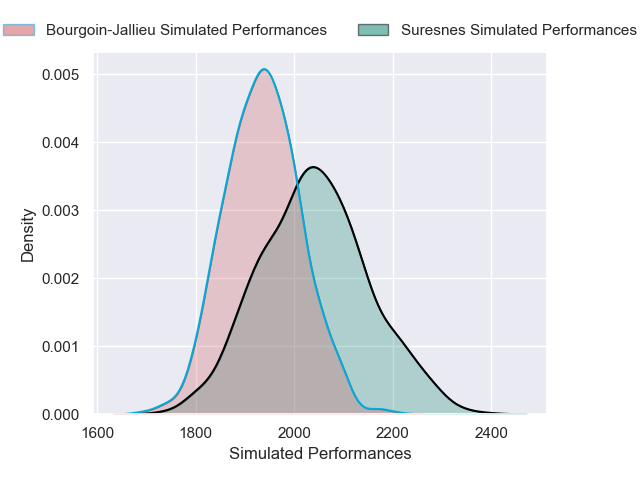 Bourgoin-Jallieu Simulated Performances Suresnes Simulated Performances
0.005
0.004
0.003
0.002
0.001
0.000
Density
1600 1800 2000 2200 2400
Simulated Performances